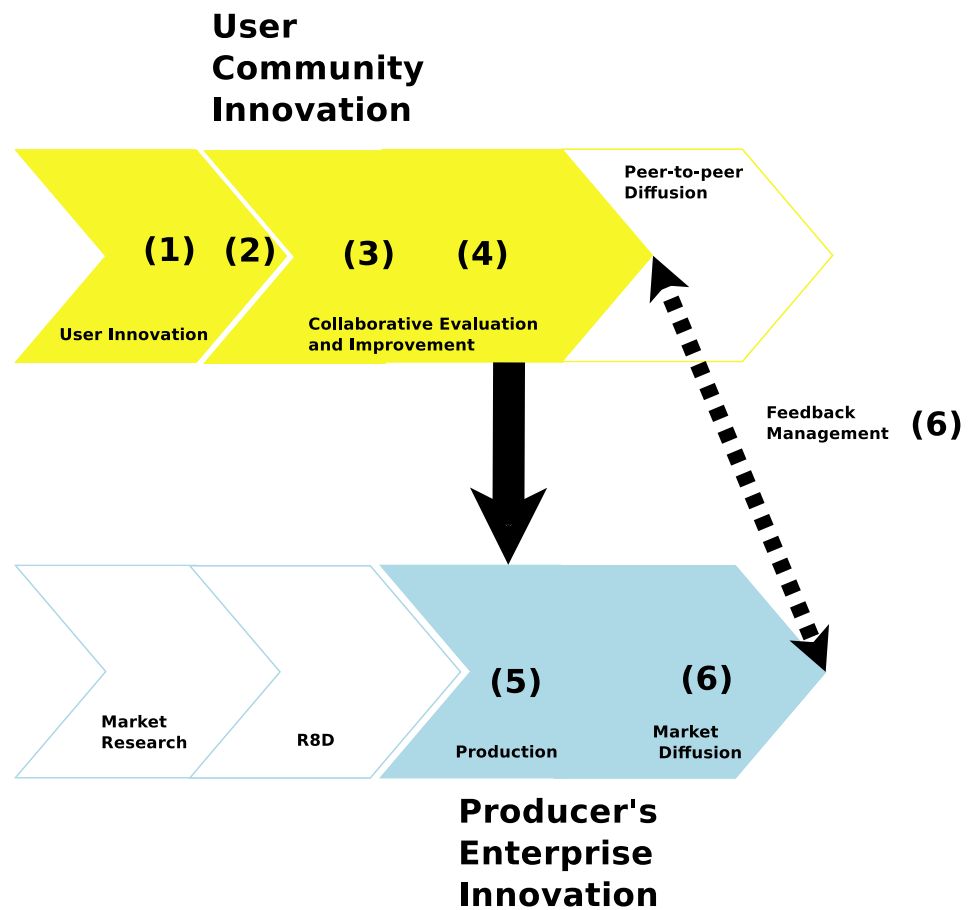 User
Community
Innovation
Peer-to-peer
Diffusion
(1) (2) (3) (4)
User Innovation
Collaborative Evaluation
and Improvement
Feedback
Management (6)
(5) (6)
Market
Research
R8D
Production
Market
Diffusion
Producer's
Enterprise
Innovation